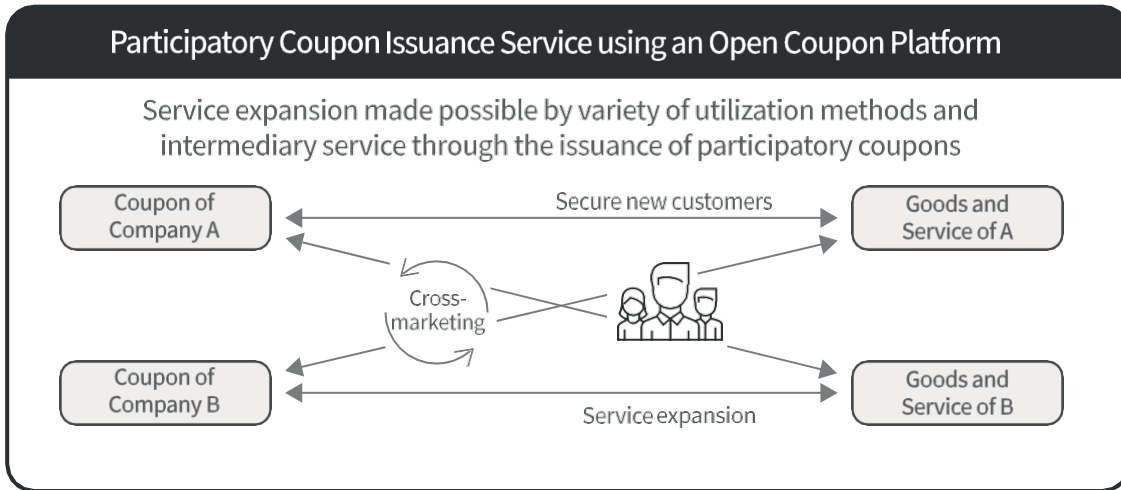 Participatory Coupon Issuance Service using an Open Coupon Platform
Service expansion made possible by variety of utilization methods and
intermediary service through the issuance of participatory coupons
Coupon of
Company A
Secure new customers
Goods and
Service of A
Cross-
marketing
Coupon of
Company B
Service expansion
Goods and
Service of B